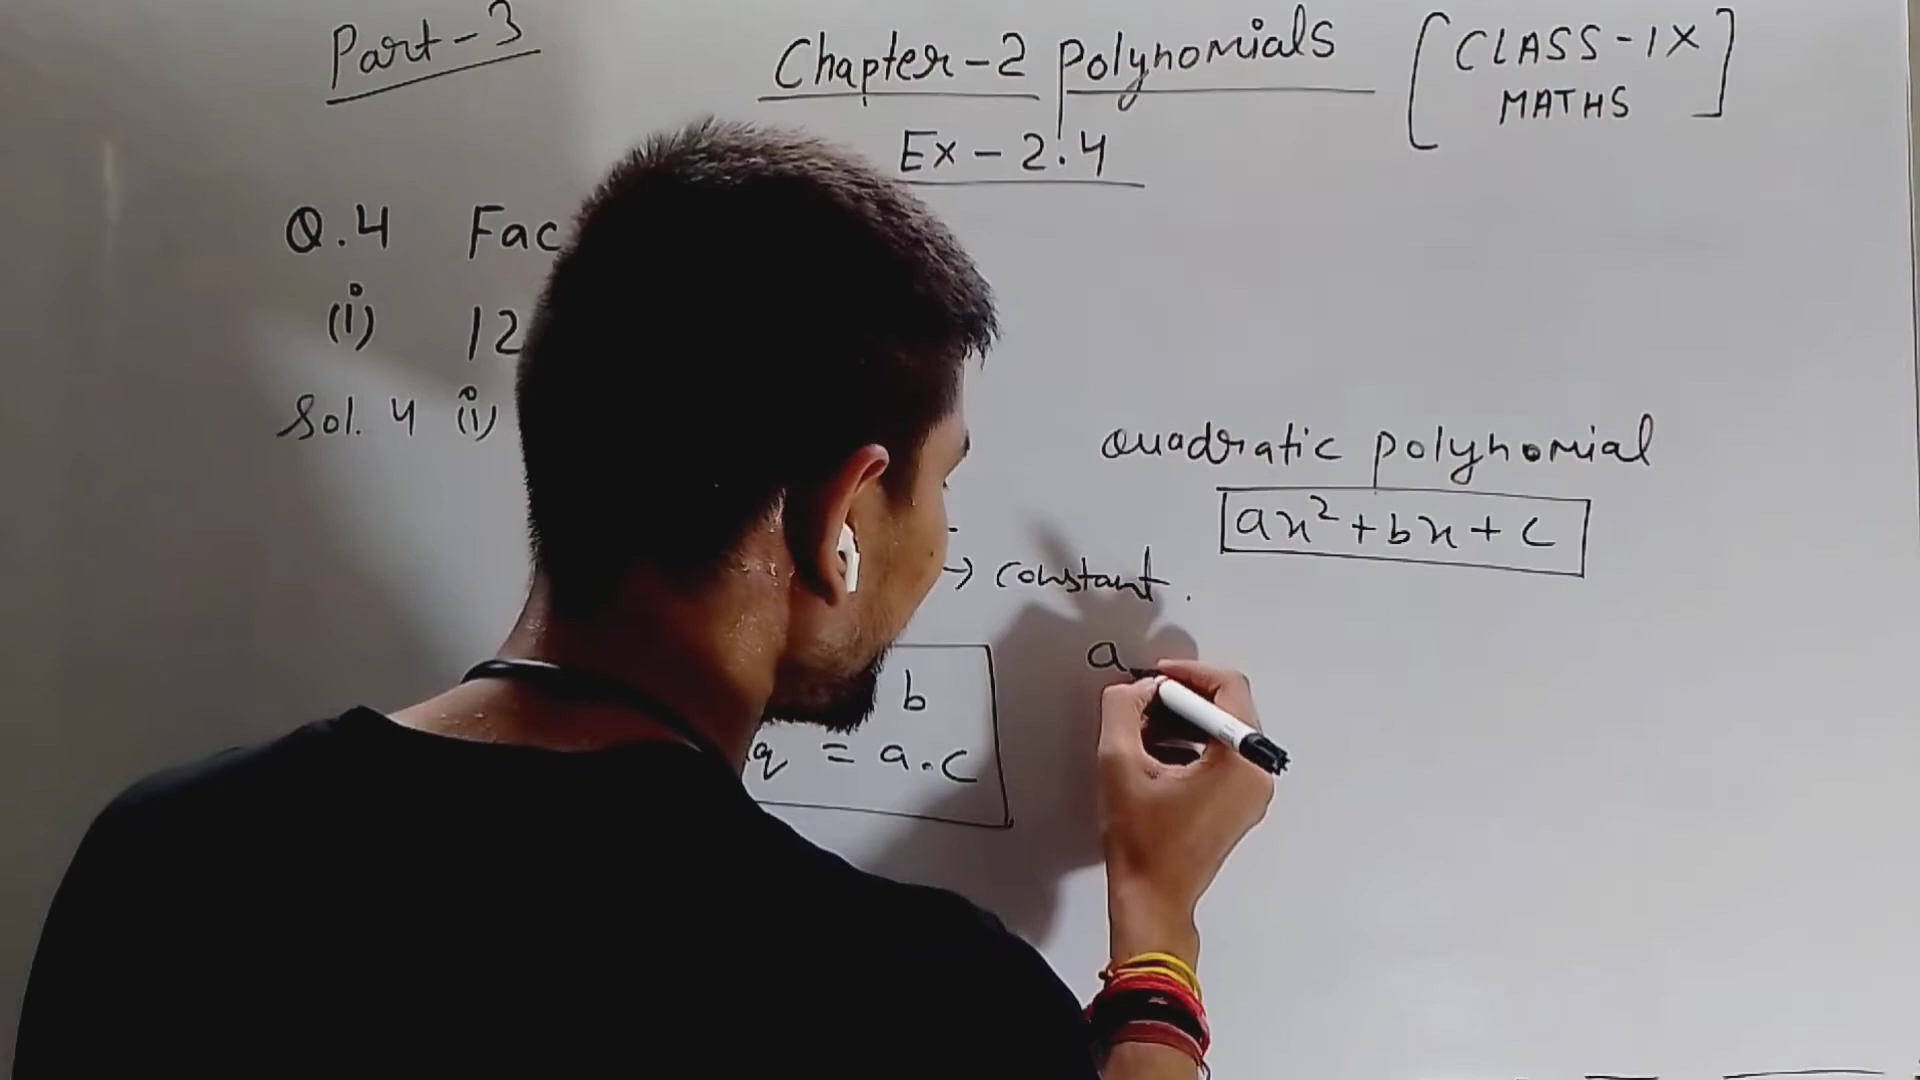 Part-3
Chapter-2 Polynomials
[CLASS-IX
MATHS]
Ex-2.4
Q.4 Fac
(i) 12
Sol. 4 (i)
quadratic polynomial
ax²+bx+c
→ constant.
a
b
q = a.c